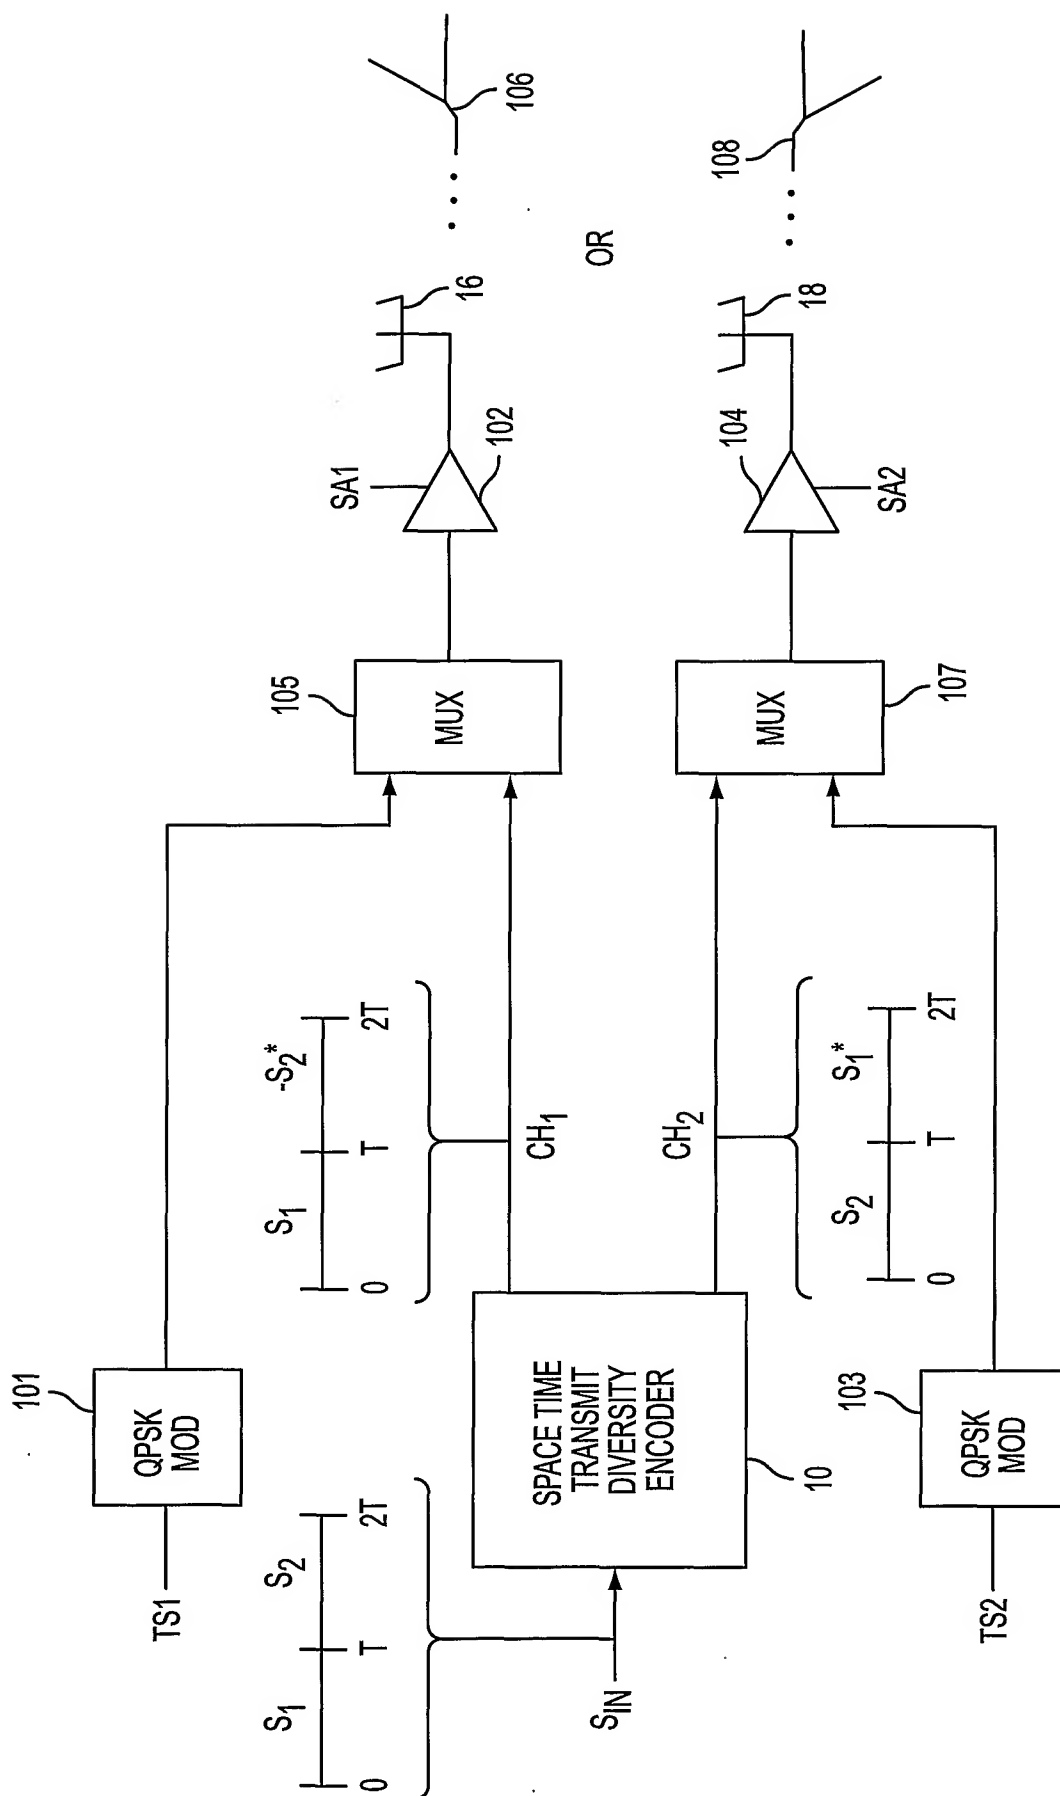 TS1
QPSK
MOD
101
S1
S2
0
T
2T
SIN
SPACE TIME
TRANSMIT
DIVERSITY
ENCODER
10
S1
-S2*
0
T
2T
CH1
CH2
S2
S1*
0
T
2T
TS2
QPSK
MOD
103
MUX
105
MUX
107
SA1
102
104
SA2
16
18
OR
106
108